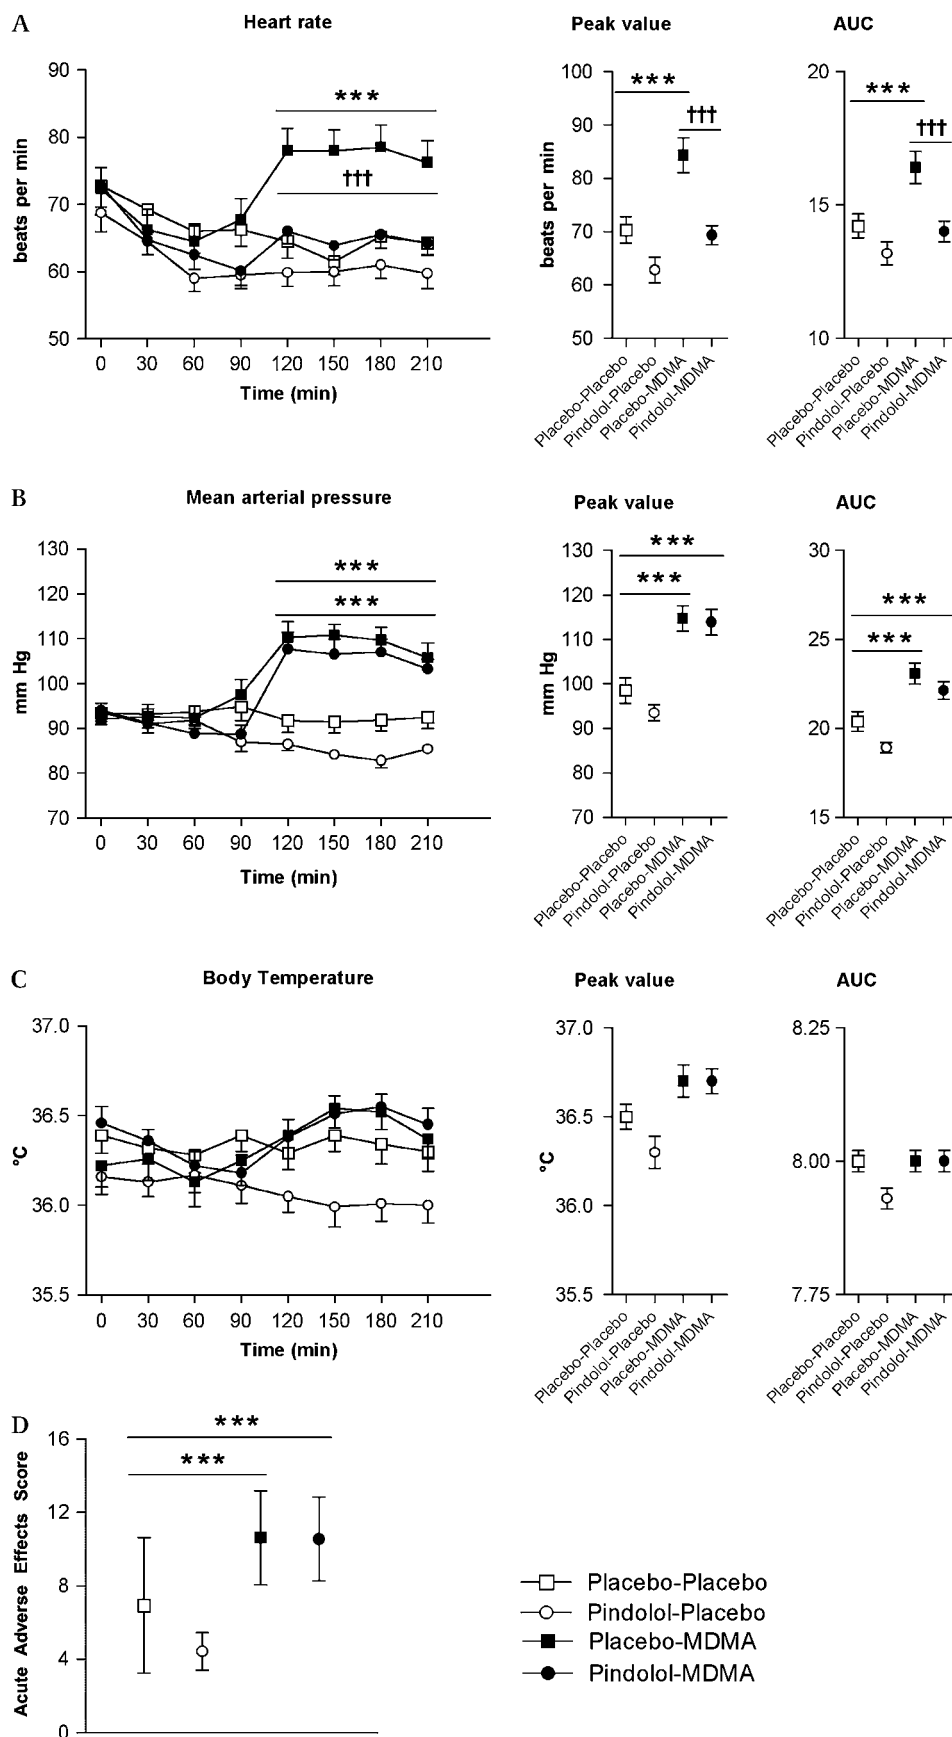 A
Heart rate
Peak value
AUC
beats per min
90
80
70
60
50
***
†††
0 30 60 90 120 150 180 210
Time (min)
beats per min
100
90
80
70
60
50
***
†††
Placebo-Placebo
Pindolol-Placebo
Placebo-MDMA
Pindolol-MDMA
20
15
10
***
†††
Placebo-Placebo
Pindolol-Placebo
Placebo-MDMA
Pindolol-MDMA
B
Mean arterial pressure
Peak value
AUC
mm Hg
130
120
110
100
90
80
70
***
***
0 30 60 90 120 150 180 210
Time (min)
mm Hg
130
120
110
100
90
80
70
***
***
Placebo-Placebo
Pindolol-Placebo
Placebo-MDMA
Pindolol-MDMA
30
25
20
15
***
***
Placebo-Placebo
Pindolol-Placebo
Placebo-MDMA
Pindolol-MDMA
C
Body Temperature
Peak value
AUC
°C
37.0
36.5
36.0
35.5
0 30 60 90 120 150 180 210
Time (min)
°C
37.0
36.5
36.0
35.5
Placebo-Placebo
Pindolol-Placebo
Placebo-MDMA
Pindolol-MDMA
8.25
8.00
7.75
Placebo-Placebo
Pindolol-Placebo
Placebo-MDMA
Pindolol-MDMA
D
Acute Adverse Effects Score
16
12
8
4
0
***
***
Placebo-Placebo
Pindolol-Placebo
Placebo-MDMA
Pindolol-MDMA